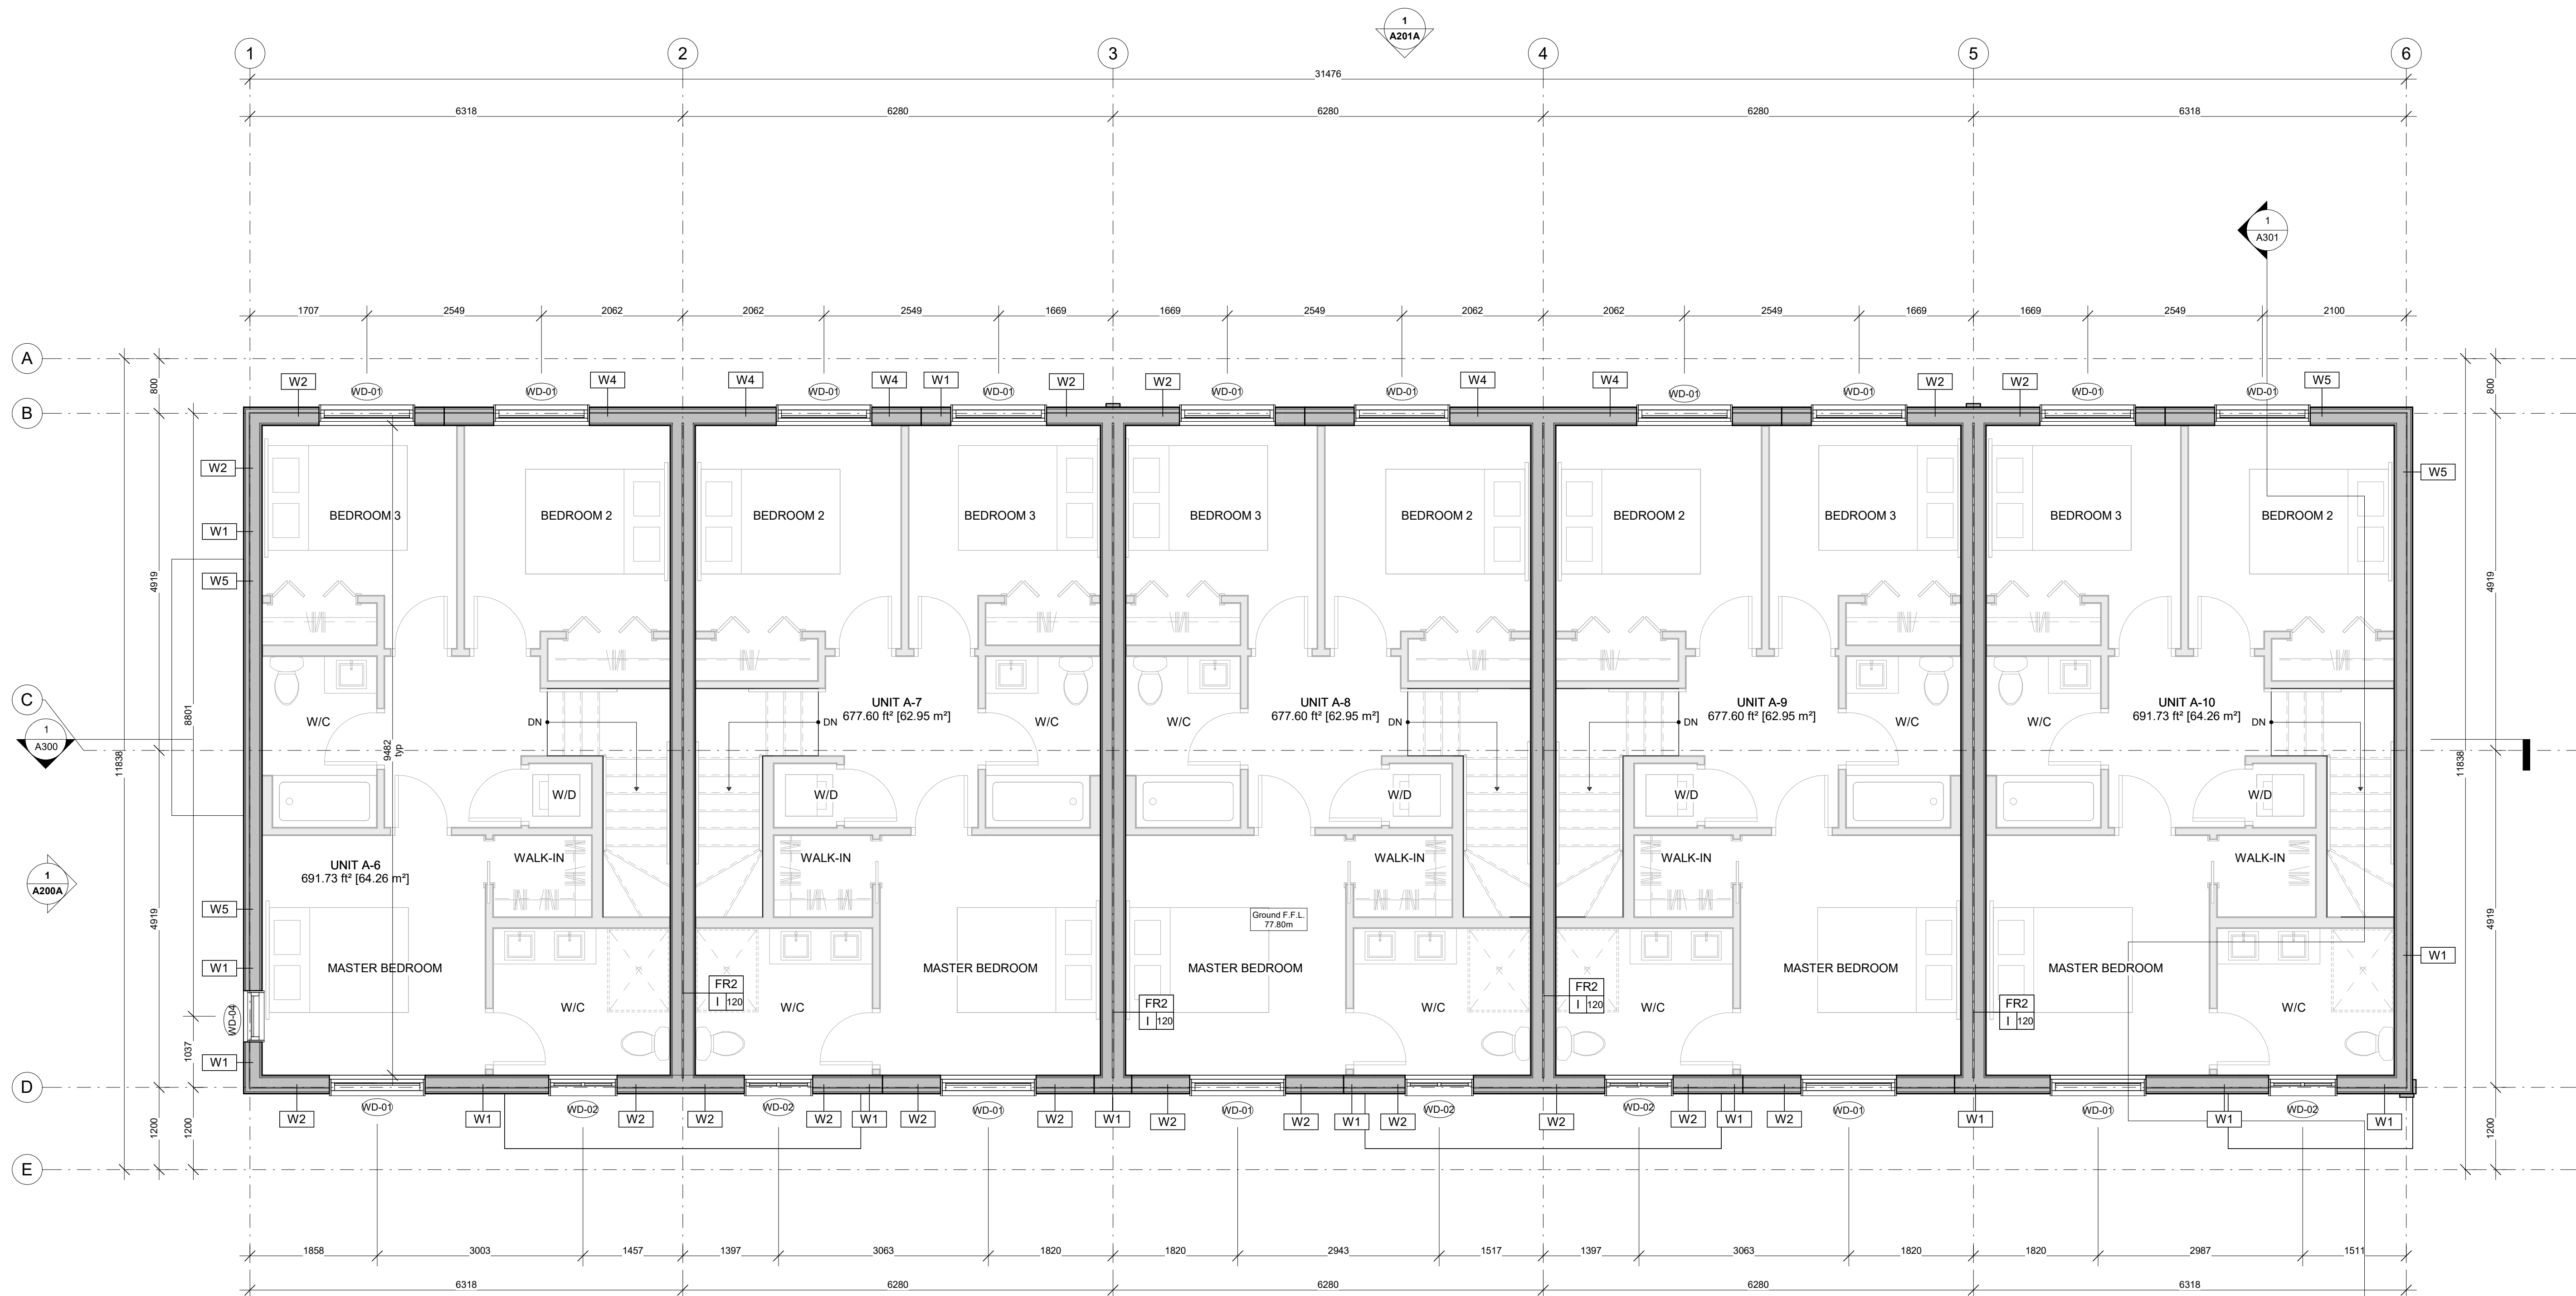 1
A201A
1
2
3
4
5
6
31476
6318
6280
6280
6280
6318
1
A301
1707
2549
2062
2062
2549
1669
1669
2549
2062
2062
2549
1669
1669
2549
2100
A
B
C
D
E
800
4919
4919
1200
11838
8801
1037
1200
800
4919
4919
1200
11838
W2
WD-01
WD-01
W4
W4
WD-01
W4
W1
WD-01
W2
W2
WD-01
WD-01
W4
W4
WD-01
WD-01
W2
W2
WD-01
WD-01
W5
W2
W1
W5
W5
W1
WD-04
W1
W5
W1
BEDROOM 3
BEDROOM 2
BEDROOM 2
BEDROOM 3
BEDROOM 3
BEDROOM 2
BEDROOM 2
BEDROOM 3
BEDROOM 3
BEDROOM 2
1
A300
1
A200A
9482
typ
W/C
DN
UNIT A-7
677.60 ft² [62.95 m²]
DN
W/C
W/C
UNIT A-8
677.60 ft² [62.95 m²]
DN
UNIT A-9
677.60 ft² [62.95 m²]
DN
W/C
W/C
UNIT A-10
691.73 ft² [64.26 m²]
DN
W/D
W/D
W/D
W/D
W/D
UNIT A-6
691.73 ft² [64.26 m²]
WALK-IN
WALK-IN
WALK-IN
WALK-IN
WALK-IN
Ground F.F.L.
77.80m
MASTER BEDROOM
MASTER BEDROOM
MASTER BEDROOM
MASTER BEDROOM
MASTER BEDROOM
FR2
I 120
FR2
I 120
FR2
I 120
FR2
I 120
W/C
W/C
W/C
W/C
W/C
W2
WD-01
W1
WD-02
W2
W2
WD-02
W2
W1
W2
WD-01
W2
W1
W2
WD-01
W2
W1
W2
WD-02
W2
WD-02
W2
W1
W2
WD-01
W1
WD-01
W1
WD-02
W1
1858
3003
1457
1397
3063
1820
1820
2943
1517
1397
3063
1820
1820
2987
1511
6318
6280
6280
6280
6318